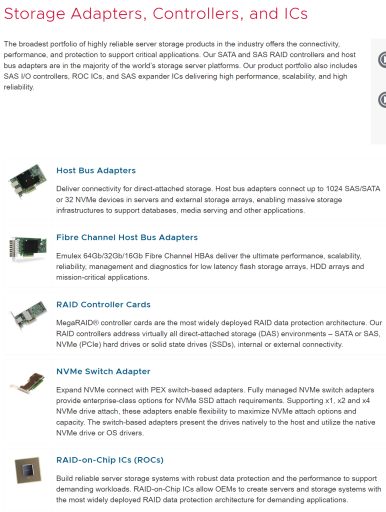 Storage Adapters, Controllers, and ICs
The broadest portfolio of highly reliable server storage products in the industry offers the connectivity,
performance, and protection to support critical applications. Our SATA and SAS RAID controllers and host
bus adapters are in the majority of the world's storage server platforms. Our product portfolio also includes
SAS I/O controllers, ROC ICs, and SAS expander ICs delivering high performance, scalability, and high
reliability.
Host Bus Adapters
Deliver connectivity for direct-attached storage. Host bus adapters connect up to 1024 SAS/SATA
or 32 NVMe devices in servers and external storage arrays, enabling massive storage
infrastructures to support databases, media serving and other applications.
Fibre Channel Host Bus Adapters
Emulex 64Gb/32Gb/16Gb Fibre Channel HBAs deliver the ultimate performance, scalability,
reliability, management and diagnostics for low latency flash storage arrays, HDD arrays and
mission-critical applications.
RAID Controller Cards
MegaRAID® controller cards are the most widely deployed RAID data protection architecture. Our
RAID controllers address virtually all direct-attached storage (DAS) environments – SATA or SAS,
NVMe (PCIe) hard drives or solid state drives (SSDs), internal or external connectivity.
NVMe Switch Adapter
Expand NVMe connect with PEX switch-based adapters. Fully managed NVMe switch adapters
provide enterprise-class options for NVMe SSD attach requirements. Supporting x1, x2 and x4
NVMe drive attach, these adapters enable flexibility to maximize NVMe attach options and
capacity. The switch-based adapters present the drives natively to the host and utilize the native
NVMe drive or OS drivers.
RAID-on-Chip ICs (ROCs)
Build reliable server storage systems with robust data protection and the performance to support
demanding workloads. RAID-on-Chip ICs allow OEMs to create servers and storage systems with
the most widely deployed RAID data protection architecture for demanding applications.